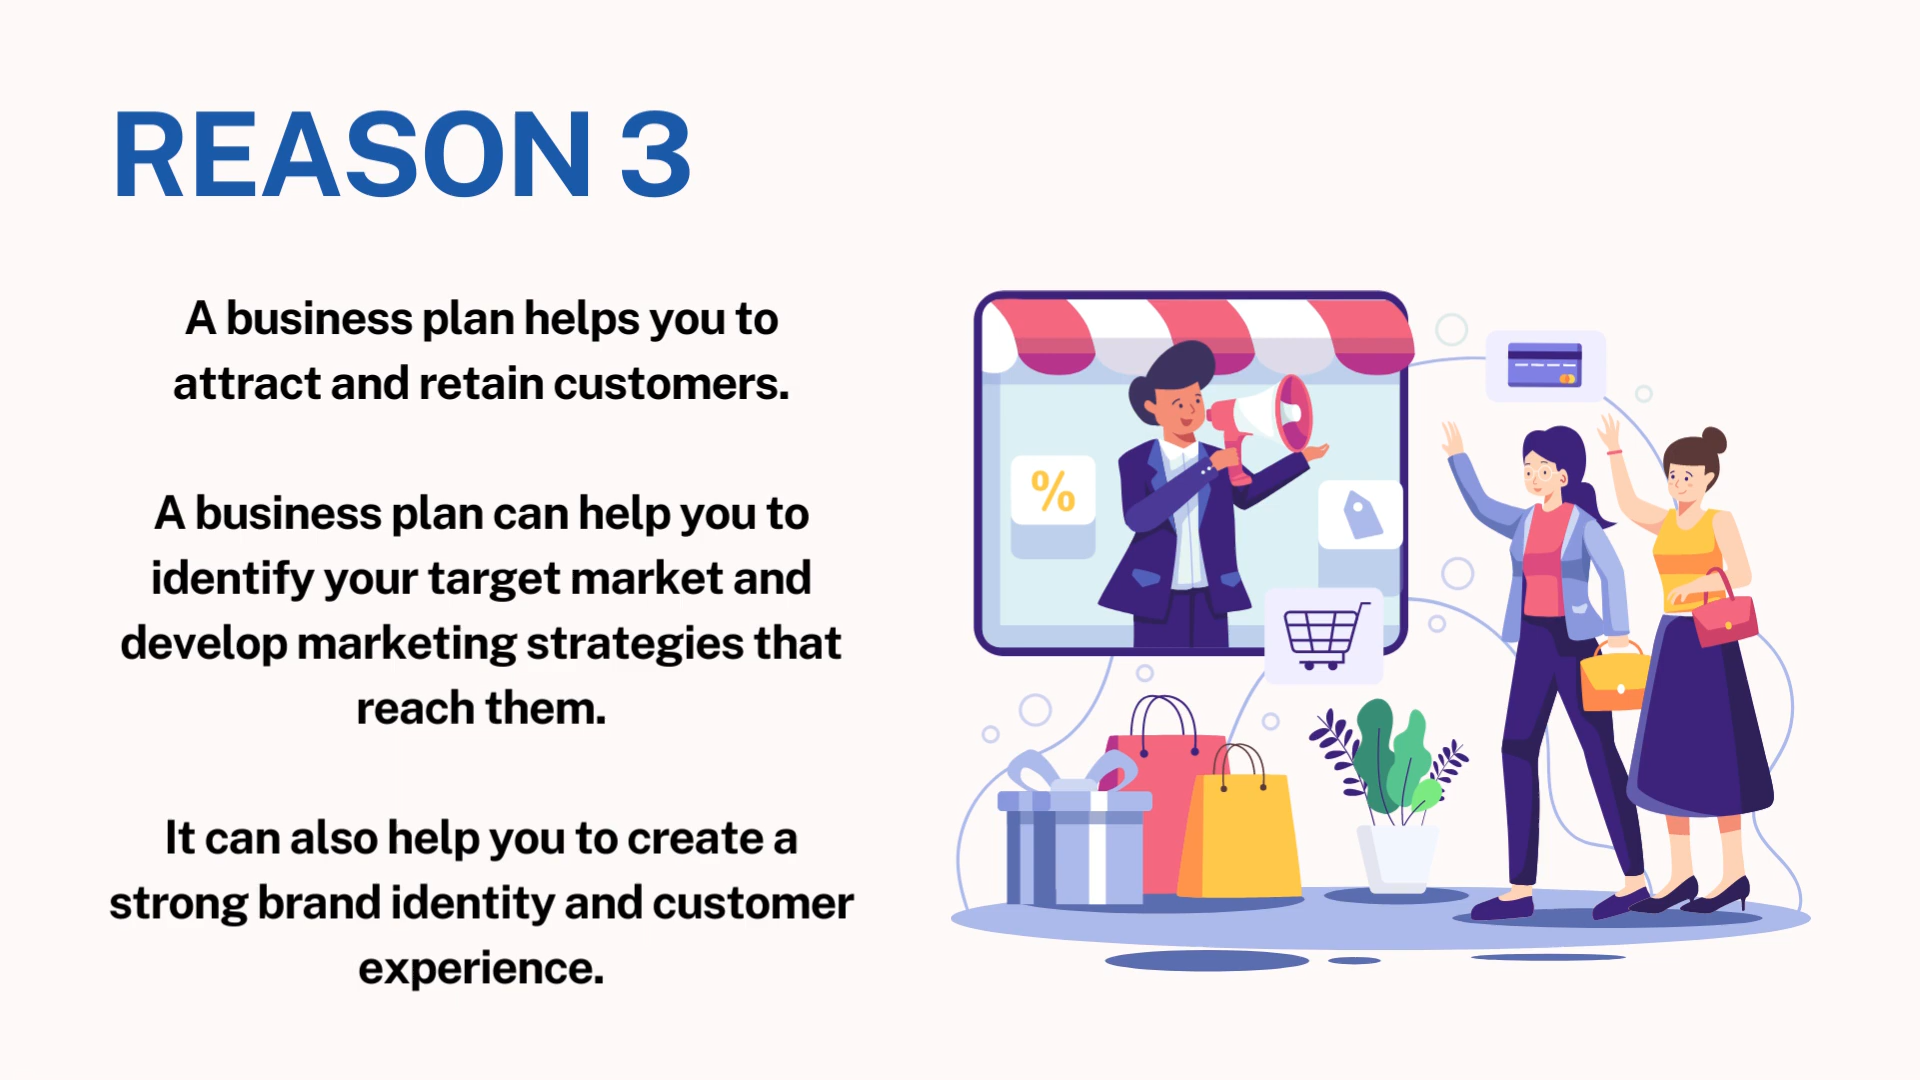 REASON 3
A business plan helps you to
attract and retain customers.
A business plan can help you to
identify your target market and
develop marketing strategies that
reach them.
It can also help you to create a
strong brand identity and customer
experience.
%